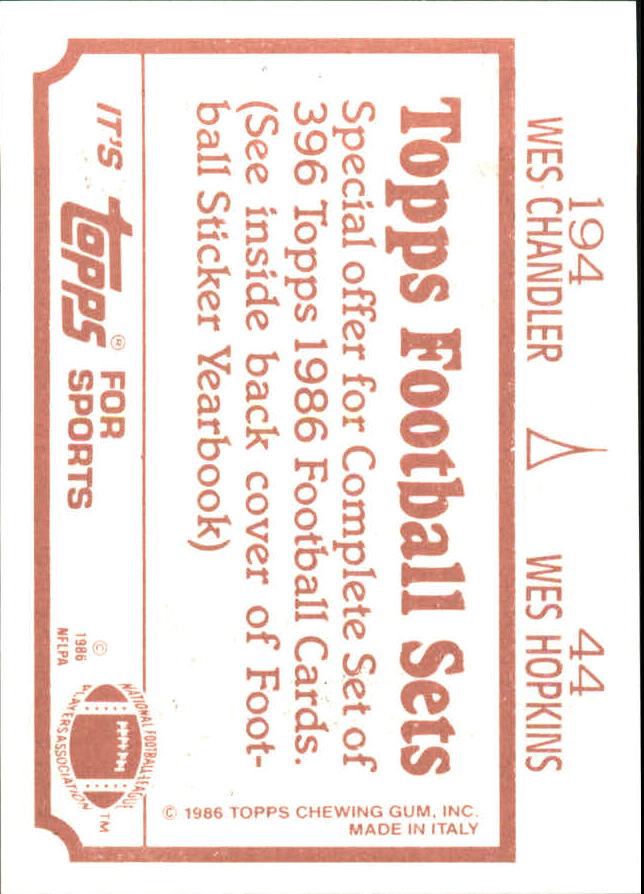 194 44
WES CHANDLER WES HOPKINS
Topps Football Sets
Special offer for Complete Set of
396 Topps 1986 Football Cards.
(See inside back cover of Foot-
ball Sticker Yearbook)
© 1986 TOPPS CHEWING GUM, INC.
MADE IN ITALY
IT'S Topps® FOR
SPORTS
©
1986
NFLPA
NATIONAL FOOTBALL LEAGUE
PLAYERS ASSOCIATION
™